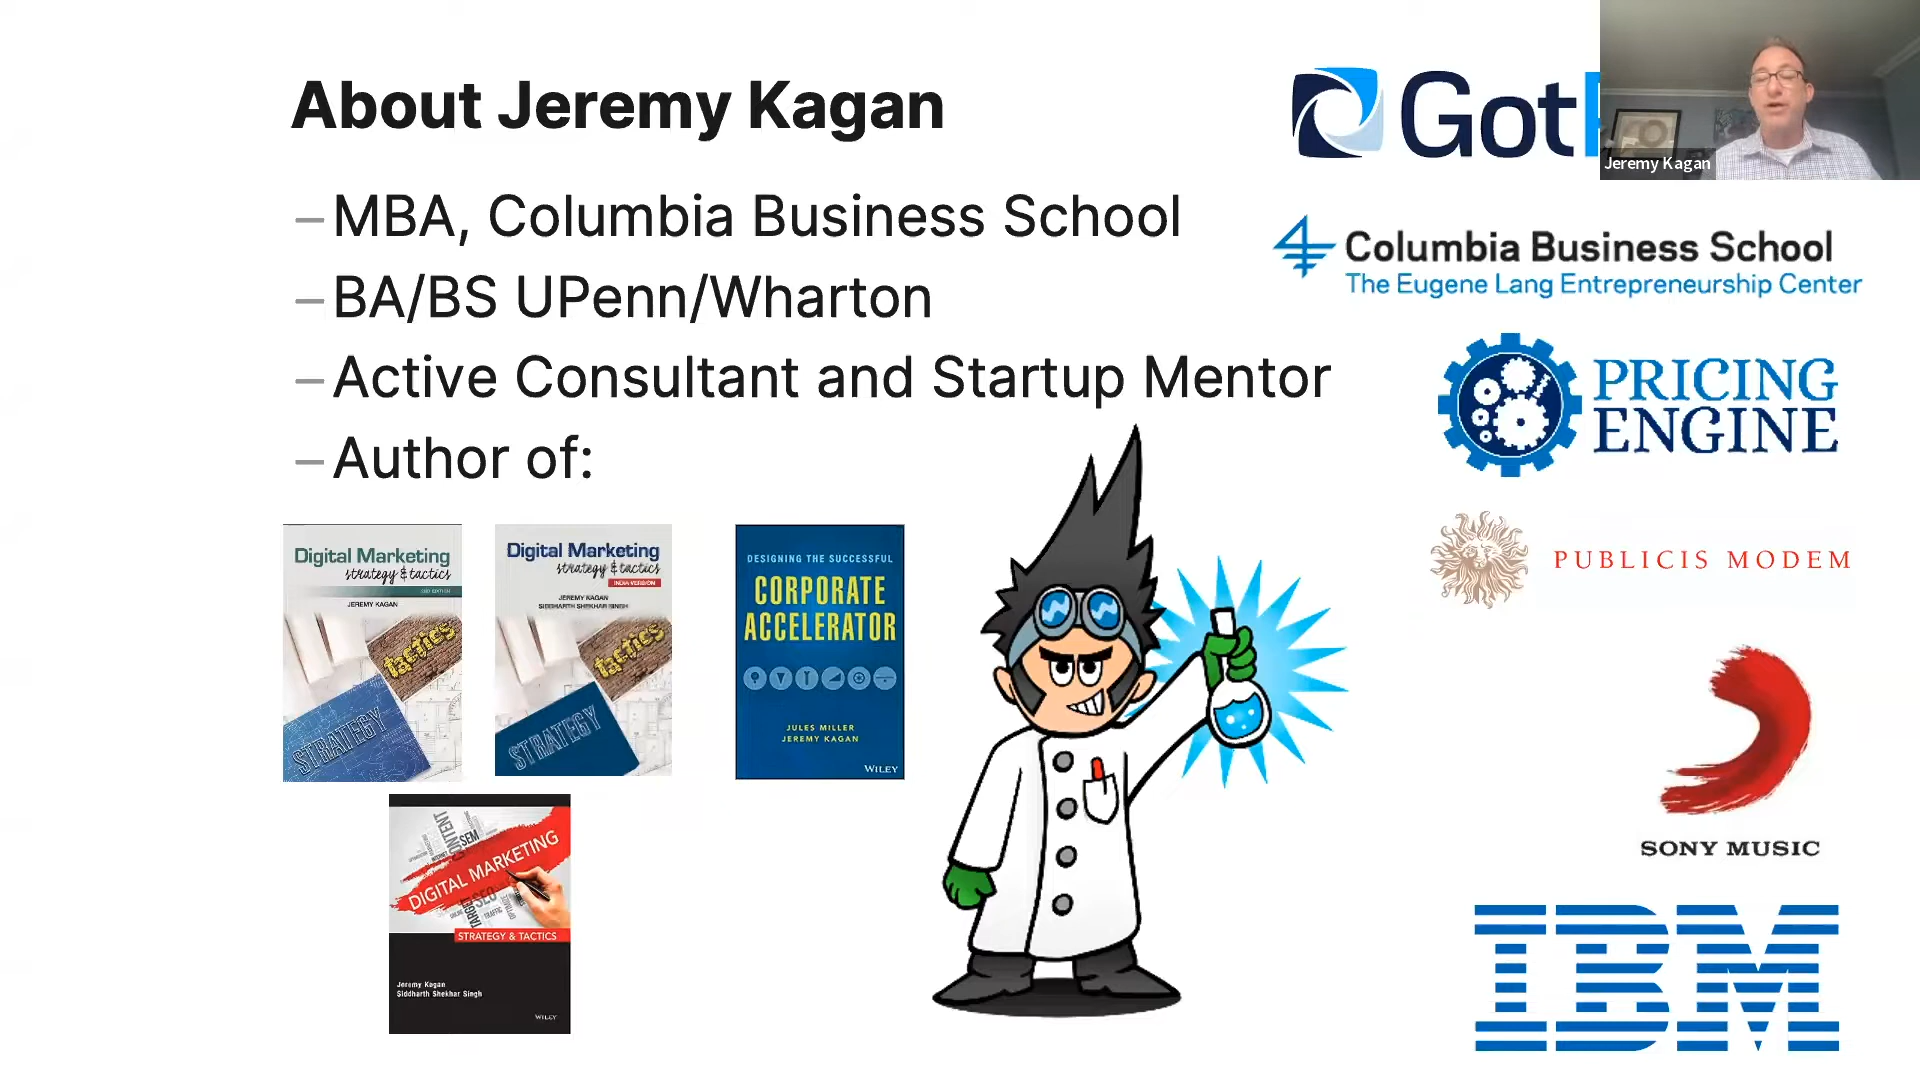 About Jeremy Kagan
– MBA, Columbia Business School
– BA/BS UPenn/Wharton
– Active Consultant and Startup Mentor
– Author of:
Digital Marketing
strategy & tactics
JEREMY KAGAN
tactics
STRATEGY
Digital Marketing
strategy & tactics
INDIA VERSION
JEREMY KAGAN
SIDDHARTH SHEKHAR SINGH
tactics
STRATEGY
DESIGNING THE SUCCESSFUL
CORPORATE
ACCELERATOR
JULES MILLER
JEREMY KAGAN
WILEY
CONTENT
SEM
DIGITAL MARKETING
TARGET
SEO
STRATEGY & TACTICS
Jeremy Kagan
Siddharth Shekhar Singh
WILEY
Got
Jeremy Kagan
Columbia Business School
The Eugene Lang Entrepreneurship Center
PRICING
ENGINE
PUBLICIS MODEM
SONY MUSIC
IBM